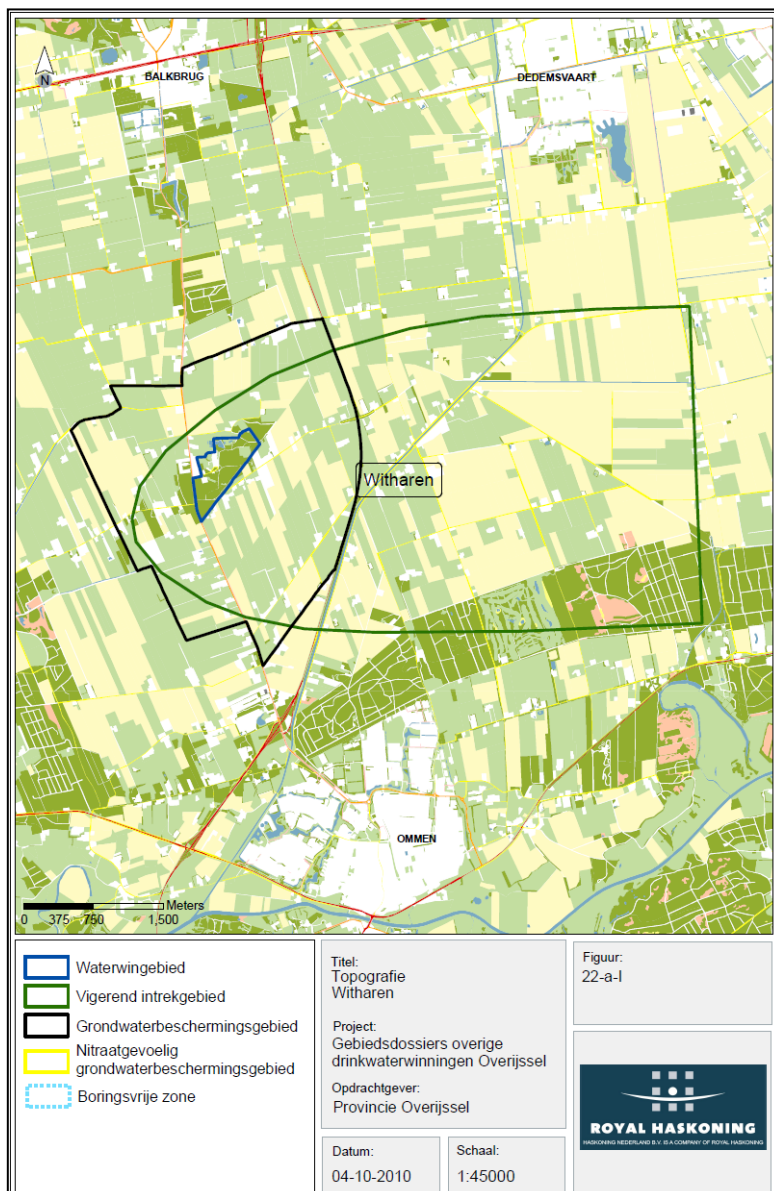 N
BALKBRUG
DEDEMSVAART
Witharen
OMMEN
Meters
0 375 750 1,500
Waterwingebied
Vigerend intrekgebied
Grondwaterbeschermingsgebied
Nitraatgevoelig
grondwaterbeschermingsgebied
Boringsvrije zone
Titel:
Topografie
Witharen
Project:
Gebiedsdossiers overige
drinkwaterwinningen Overijssel
Opdrachtgever:
Provincie Overijssel
Datum:
04-10-2010
Schaal:
1:45000
Figuur:
22-a-I
ROYAL HASKONING
HASKONING NEDERLAND B.V. IS A COMPANY OF ROYAL HASKONING